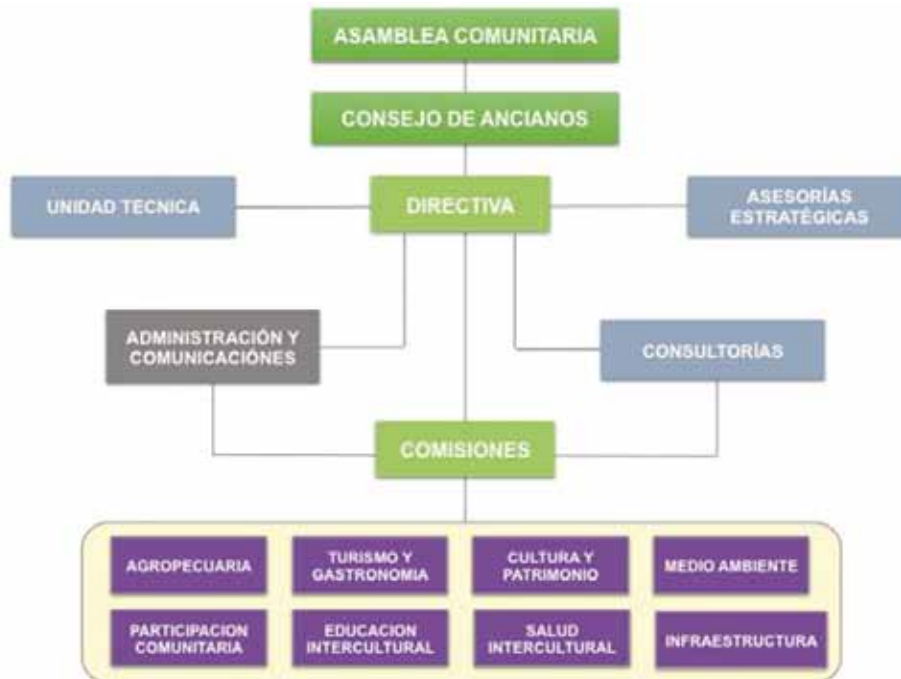 ASAMBLEA COMUNITARIA
CONSEJO DE ANCIANOS
UNIDAD TÉCNICA
DIRECTIVA
ASESORÍAS
ESTRATÉGICAS
ADMINISTRACIÓN Y
COMUNICACIÓNES
CONSULTORÍAS
COMISIONES
AGROPECUARIA
TURISMO Y
GASTRONOMIA
CULTURA Y
PATRIMONIO
MEDIO AMBIENTE
PARTICIPACION
COMUNITARIA
EDUCACION
INTERCULTURAL
SALUD
INTERCULTURAL
INFRAESTRUCTURA